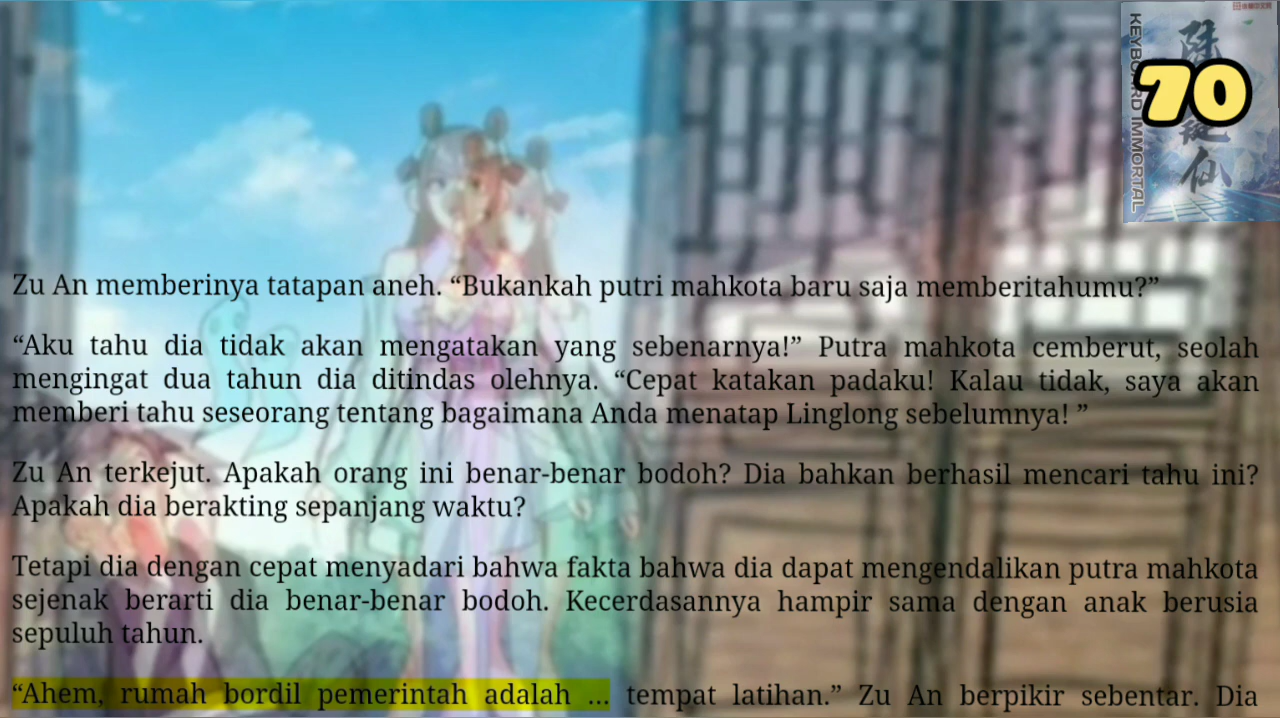 KEYBOARD IMMORTAL
70
Zu An memberinya tatapan aneh. “Bukankah putri mahkota baru saja memberitahumu?”
“Aku tahu dia tidak akan mengatakan yang sebenarnya!” Putra mahkota cemberut, seolah
mengingat dua tahun dia ditindas olehnya. “Cepat katakan padaku! Kalau tidak, saya akan
memberi tahu seseorang tentang bagaimana Anda menatap Linglong sebelumnya! ”
Zu An terkejut. Apakah orang ini benar-benar bodoh? Dia bahkan berhasil mencari tahu ini?
Apakah dia berakting sepanjang waktu?
Tetapi dia dengan cepat menyadari bahwa fakta bahwa dia dapat mengendalikan putra mahkota
sejenak berarti dia benar-benar bodoh. Kecerdasannya hampir sama dengan anak berusia
sepuluh tahun.
“Ahem, rumah bordil pemerintah adalah ... tempat latihan.” Zu An berpikir sebentar. Dia